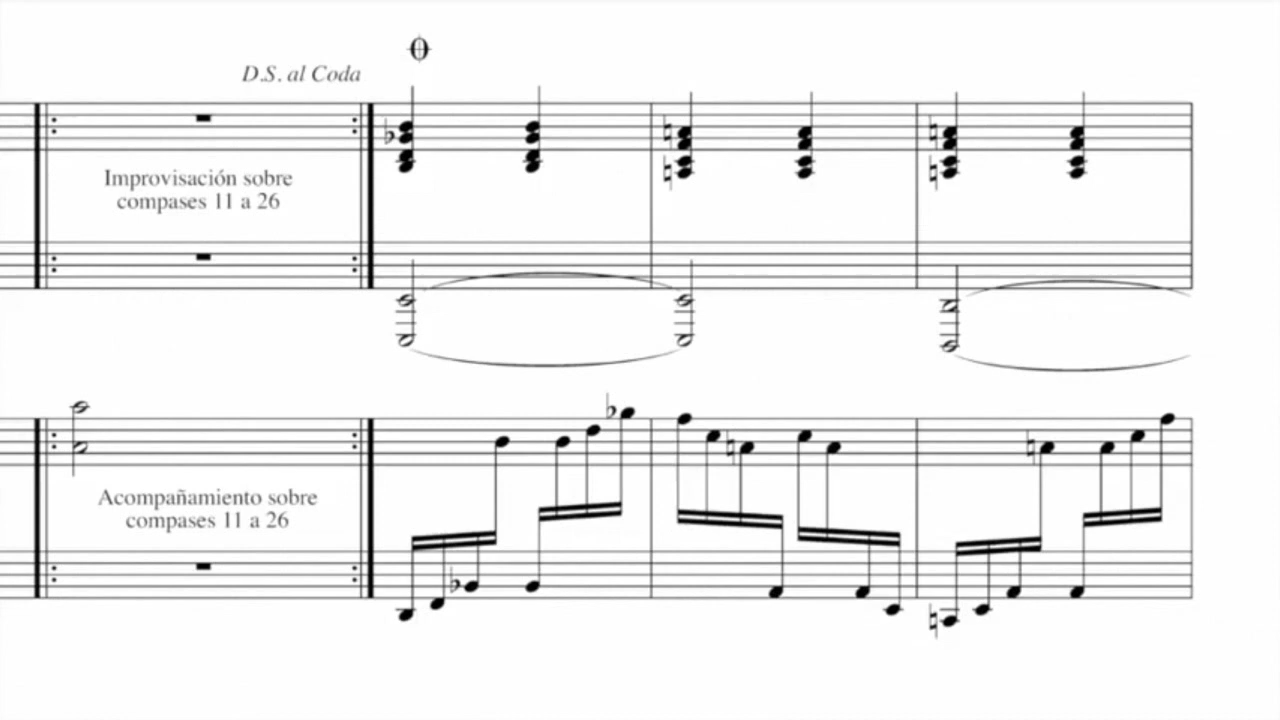 D.S. al Coda
Improvisación sobre
compases 11 a 26
Acompañamiento sobre
compases 11 a 26